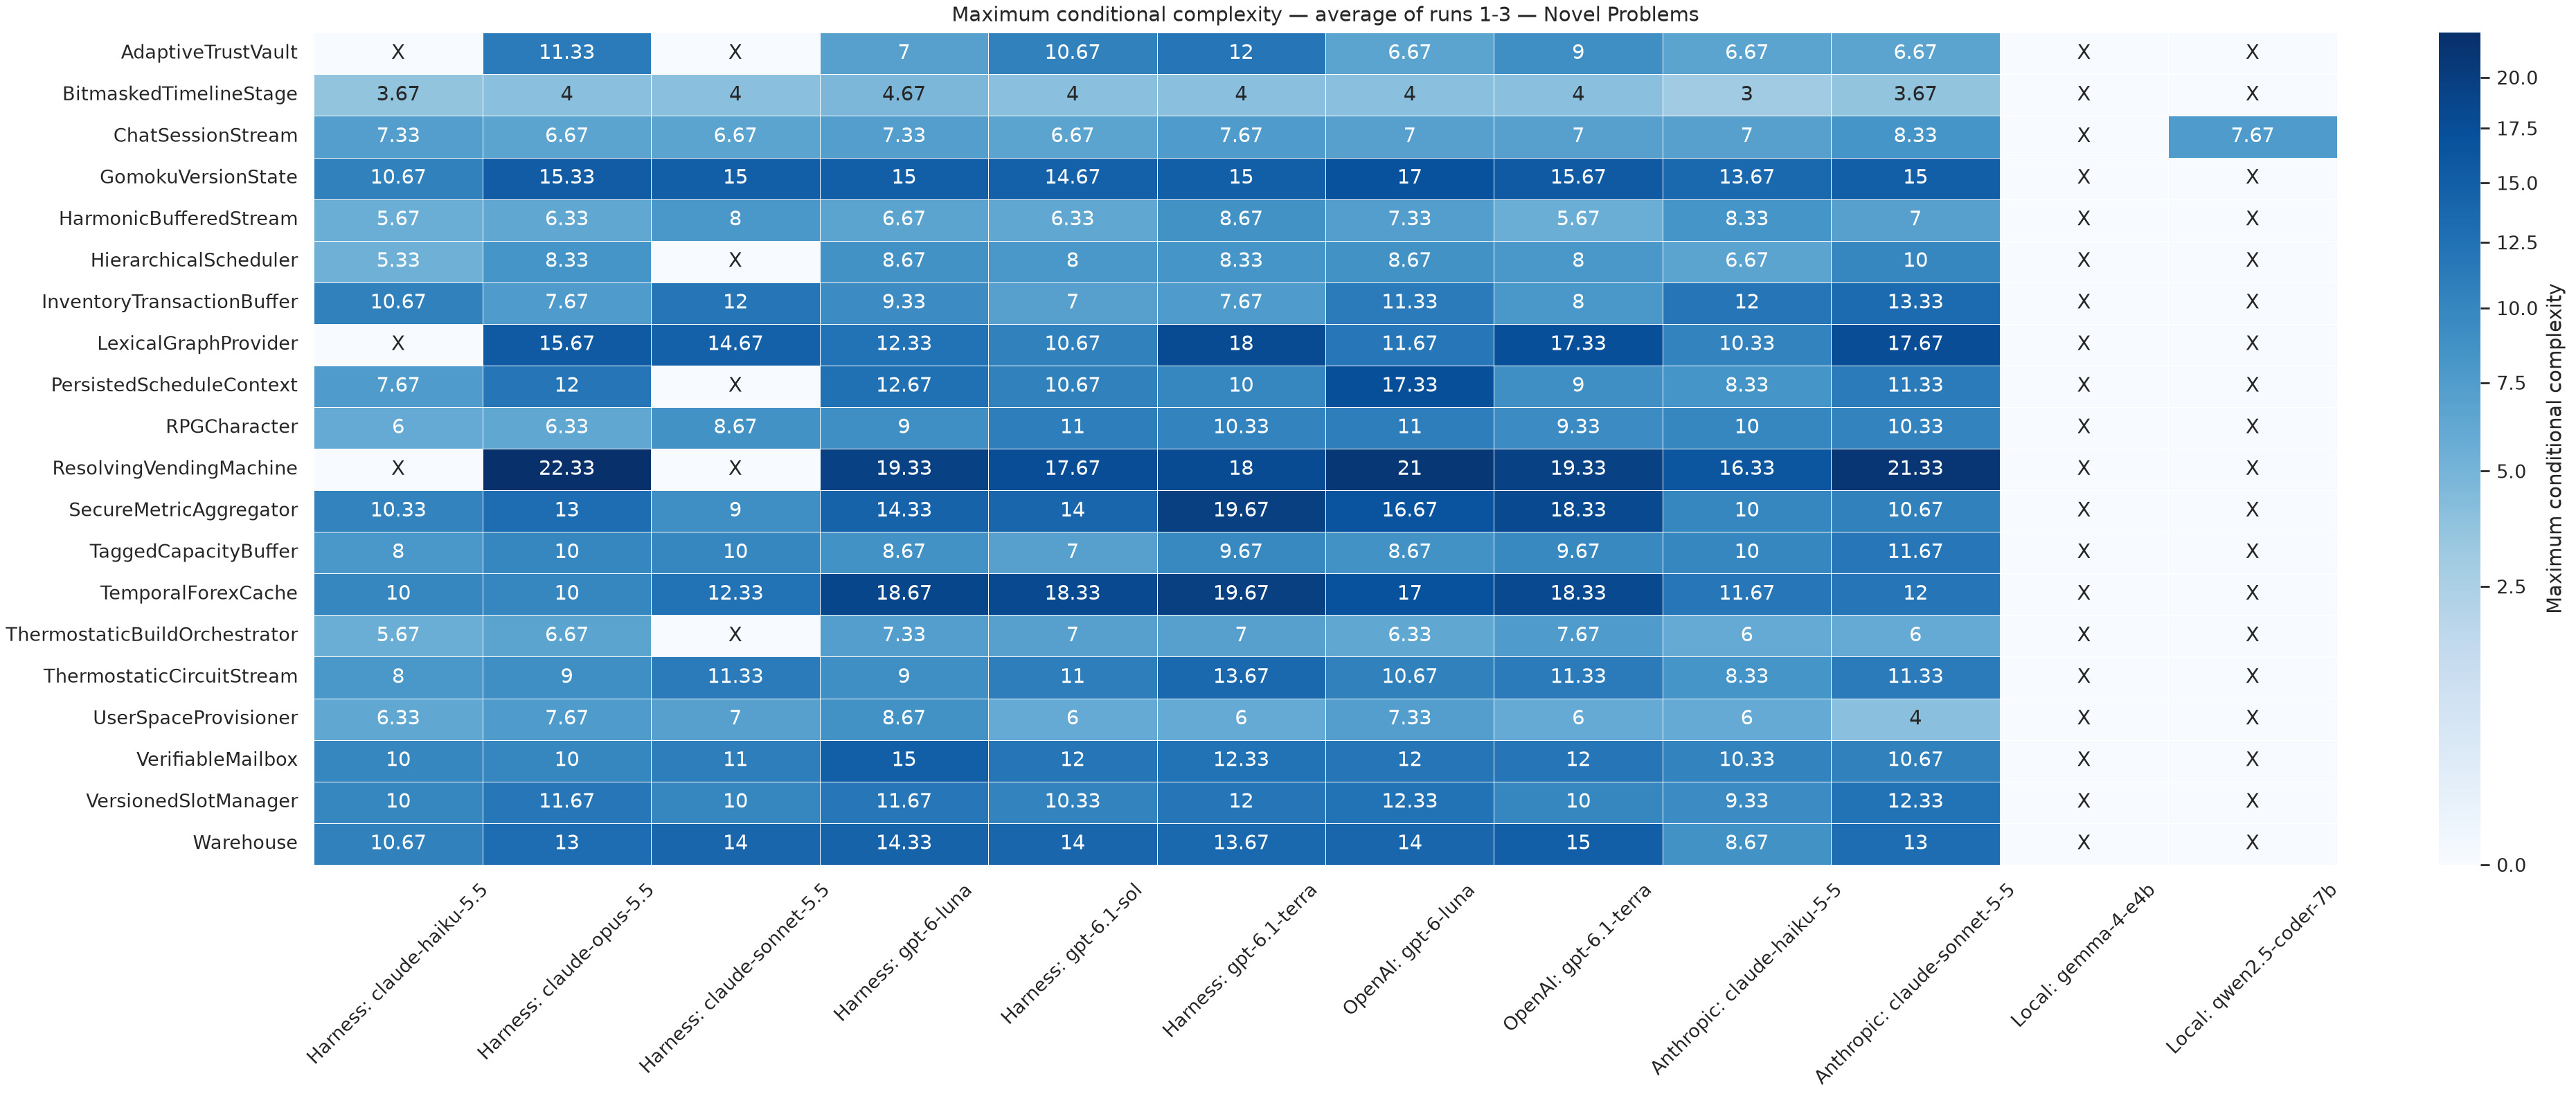 Maximum conditional complexity — average of runs 1-3 — Novel Problems
AdaptiveTrustVault X 11.33 X 7 10.67 12 6.67 9 6.67 6.67 X X
BitmaskedTimelineStage 3.67 4 4 4.67 4 4 4 4 3 3.67 X X
ChatSessionStream 7.33 6.67 6.67 7.33 6.67 7.67 7 7 7 8.33 X 7.67
GomokuVersionState 10.67 15.33 15 15 14.67 15 17 15.67 13.67 15 X X
HarmonicBufferedStream 5.67 6.33 8 6.67 6.33 8.67 7.33 5.67 8.33 7 X X
HierarchicalScheduler 5.33 8.33 X 8.67 8 8.33 8.67 8 6.67 10 X X
InventoryTransactionBuffer 10.67 7.67 12 9.33 7 7.67 11.33 8 12 13.33 X X
LexicalGraphProvider X 15.67 14.67 12.33 10.67 18 11.67 17.33 10.33 17.67 X X
PersistedScheduleContext 7.67 12 X 12.67 10.67 10 17.33 9 8.33 11.33 X X
RPGCharacter 6 6.33 8.67 9 11 10.33 11 9.33 10 10.33 X X
ResolvingVendingMachine X 22.33 X 19.33 17.67 18 21 19.33 16.33 21.33 X X
SecureMetricAggregator 10.33 13 9 14.33 14 19.67 16.67 18.33 10 10.67 X X
TaggedCapacityBuffer 8 10 10 8.67 7 9.67 8.67 9.67 10 11.67 X X
TemporalForexCache 10 10 12.33 18.67 18.33 19.67 17 18.33 11.67 12 X X
ThermostaticBuildOrchestrator 5.67 6.67 X 7.33 7 7 6.33 7.67 6 6 X X
ThermostaticCircuitStream 8 9 11.33 9 11 13.67 10.67 11.33 8.33 11.33 X X
UserSpaceProvisioner 6.33 7.67 7 8.67 6 6 7.33 6 6 4 X X
VerifiableMailbox 10 10 11 15 12 12.33 12 12 10.33 10.67 X X
VersionedSlotManager 10 11.67 10 11.67 10.33 12 12.33 10 9.33 12.33 X X
Warehouse 10.67 13 14 14.33 14 13.67 14 15 8.67 13 X X
Harness: claude-haiku-5.5
Harness: claude-opus-5.5
Harness: claude-sonnet-5.5
Harness: gpt-6-luna
Harness: gpt-6.1-sol
Harness: gpt-6.1-terra
OpenAI: gpt-6-luna
OpenAI: gpt-6.1-terra
Anthropic: claude-haiku-5-5
Anthropic: claude-sonnet-5-5
Local: gemma-4-e4b
Local: qwen2.5-coder-7b
20.0
17.5
15.0
12.5
10.0
7.5
5.0
2.5
0.0
Maximum conditional complexity